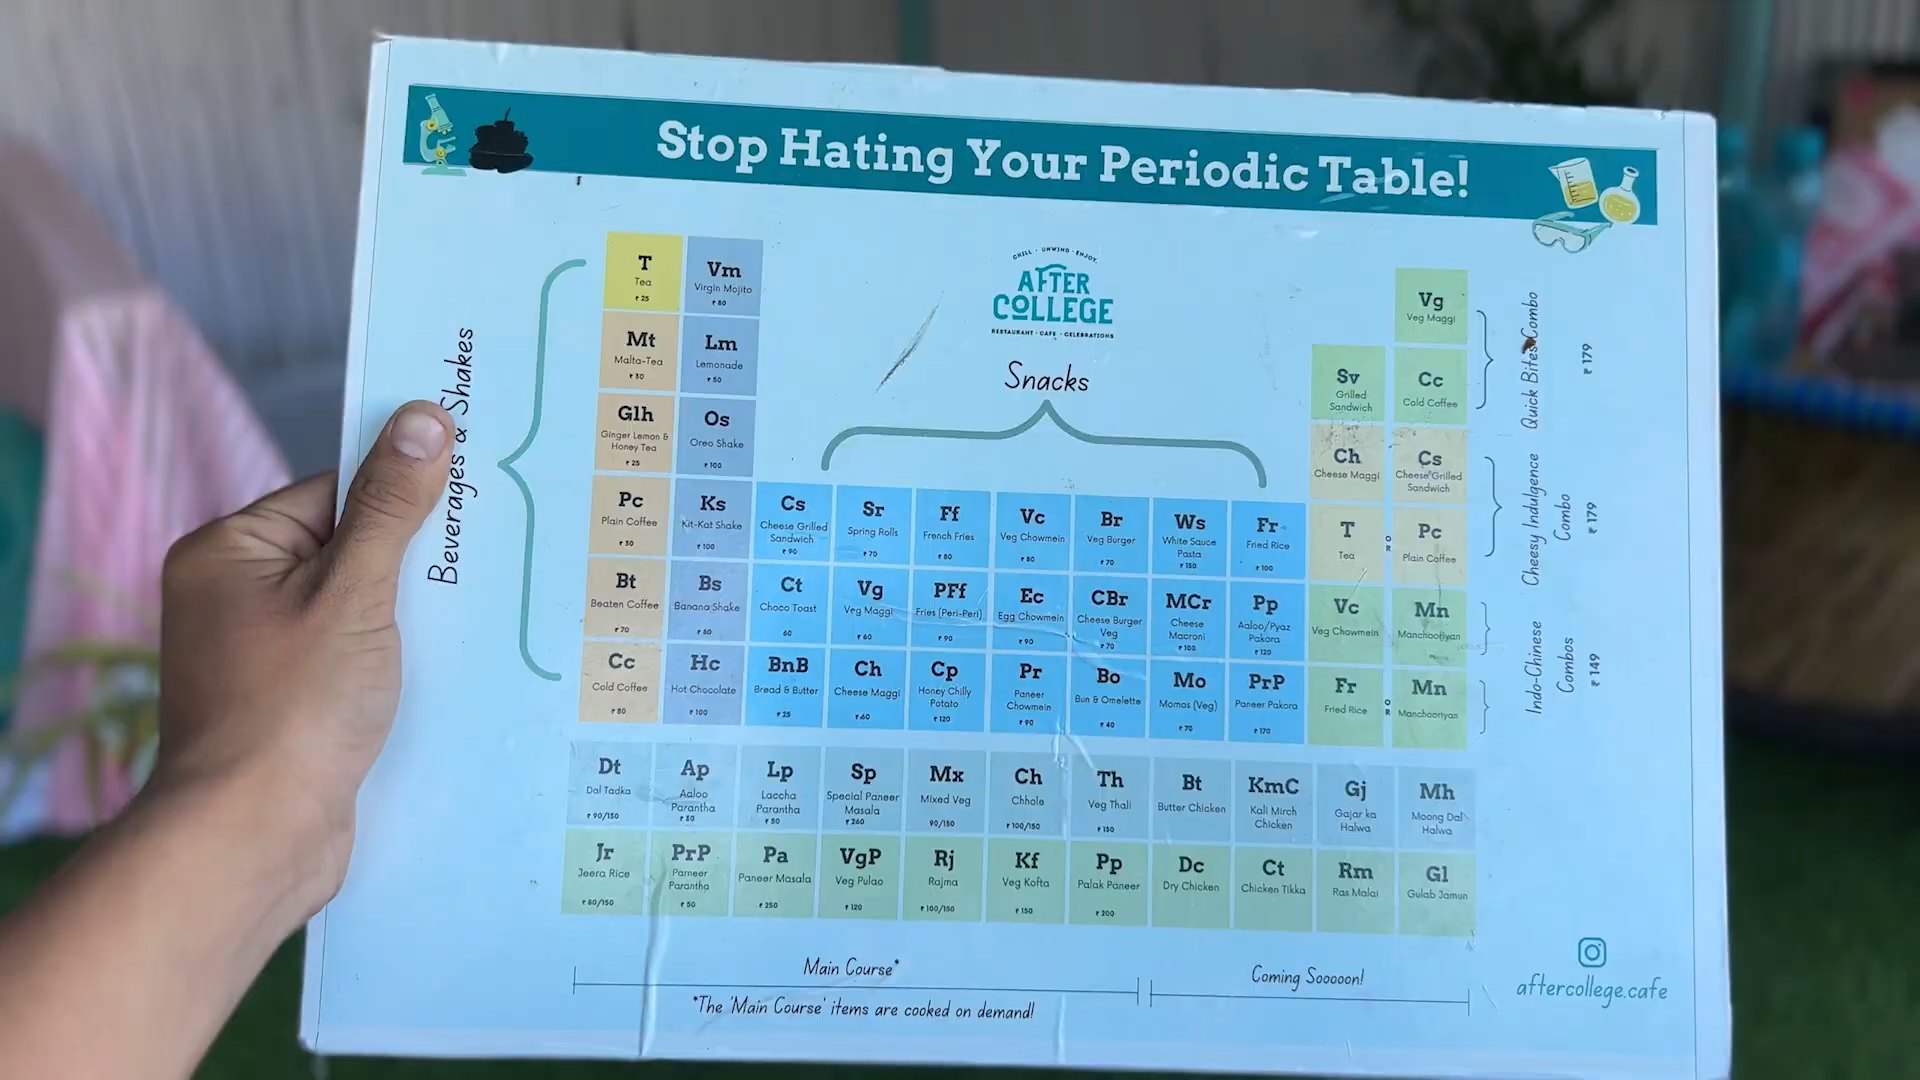 Stop Hating Your Periodic Table!
CHILL · UNWIND · ENJOY.
AFTER
COLLEGE
RESTAURANT · CAFE · CELEBRATIONS
Beverages & Shakes
T
Tea
₹ 25
Vm
Virgin Mojito
₹ 80
Mt
Malta-Tea
₹ 30
Lm
Lemonade
₹ 50
Glh
Ginger Lemon &
Honey Tea
₹ 25
Os
Oreo Shake
₹ 100
Pc
Plain Coffee
₹ 30
Ks
Kit-Kat Shake
₹ 100
Bt
Beaten Coffee
₹ 70
Bs
Banana Shake
₹ 80
Cc
Cold Coffee
₹ 80
Hc
Hot Chocolate
₹ 100
Snacks
Cs
Cheese Grilled
Sandwich
₹ 90
Sr
Spring Rolls
₹ 70
Ff
French Fries
₹ 80
Vc
Veg Chowmein
₹ 80
Br
Veg Burger
₹ 70
Ws
White Sauce
Pasta
₹ 150
Fr
Fried Rice
₹ 100
Ct
Choco Toast
60
Vg
Veg Maggi
₹ 60
PFf
Fries (Peri-Peri)
₹ 90
Ec
Egg Chowmein
₹ 90
CBr
Cheese Burger
Veg
₹ 70
MCr
Cheese
Macroni
₹ 100
Pp
Aaloo/Pyaz
Pakora
₹ 120
BnB
Bread & Butter
₹ 25
Ch
Cheese Maggi
₹ 60
Cp
Honey Chilly
Potato
₹ 120
Pr
Paneer
Chowmein
₹ 90
Bo
Bun & Omelette
₹ 40
Mo
Momos (Veg)
₹ 70
PrP
Paneer Pakora
₹ 170
Vg
Veg Maggi
Sv
Grilled
Sandwich
Cc
Cold Coffee
Quick Bites Combo
₹ 179
Ch
Cheese Maggi
Cs
Cheese Grilled
Sandwich
T
Tea
OR
Pc
Plain Coffee
Cheesy Indulgence
Combo
₹ 179
Vc
Veg Chowmein
Mn
Manchooriyan
Fr
Fried Rice
OR
Mn
Manchooriyan
Indo-Chinese
Combos
₹ 149
Dt
Dal Tadka
₹ 90/150
Ap
Aaloo
Parantha
₹ 30
Lp
Laccha
Parantha
₹ 50
Sp
Special Paneer
Masala
₹ 260
Mx
Mixed Veg
90/150
Ch
Chhole
₹ 100/150
Th
Veg Thali
₹ 150
Bt
Butter Chicken
KmC
Kali Mirch
Chicken
Gj
Gajar ka
Halwa
Mh
Moong Dal
Halwa
Jr
Jeera Rice
₹ 80/150
PrP
Parneer
Parantha
₹ 50
Pa
Paneer Masala
₹ 250
VgP
Veg Pulao
₹ 120
Rj
Rajma
₹ 100/150
Kf
Veg Kofta
₹ 150
Pp
Palak Paneer
₹ 200
Dc
Dry Chicken
Ct
Chicken Tikka
Rm
Ras Malai
Gl
Gulab Jamun
Main Course*
Coming Sooooon!
*The 'Main Course' items are cooked on demand!
aftercollege.cafe